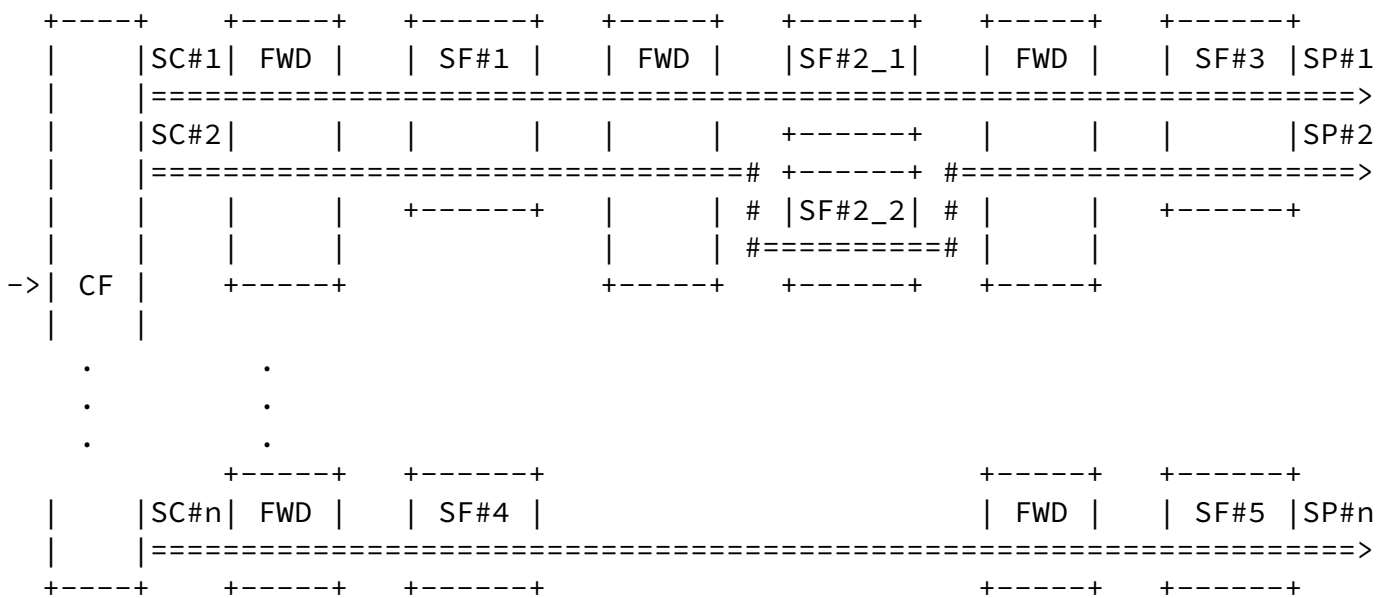 +----+    +-----+   +------+   +-----+   +------+   +-----+   +------+
|    |SC#1| FWD |   | SF#1 |   | FWD |   |SF#2_1|   | FWD |   | SF#3 |SP#1
|    |===================================================================>
|    |SC#2|     |   |      |   |     |   +------+   |     |   |      |SP#2
|    |=================================# +------+ #======================>
|    |    |     |   +------+   |     | # |SF#2_2| # |     |   +------+
|    |    |     |              |     | #==========# |     |
->| CF |    +-----+              +-----+   +------+   +-----+
|    |
.         .
.         .
.         .
+-----+   +------+                        +-----+   +------+
|    |SC#n| FWD |   | SF#4 |                        | FWD |   | SF#5 |SP#n
|    |===================================================================>
+----+    +-----+   +------+                        +-----+   +------+